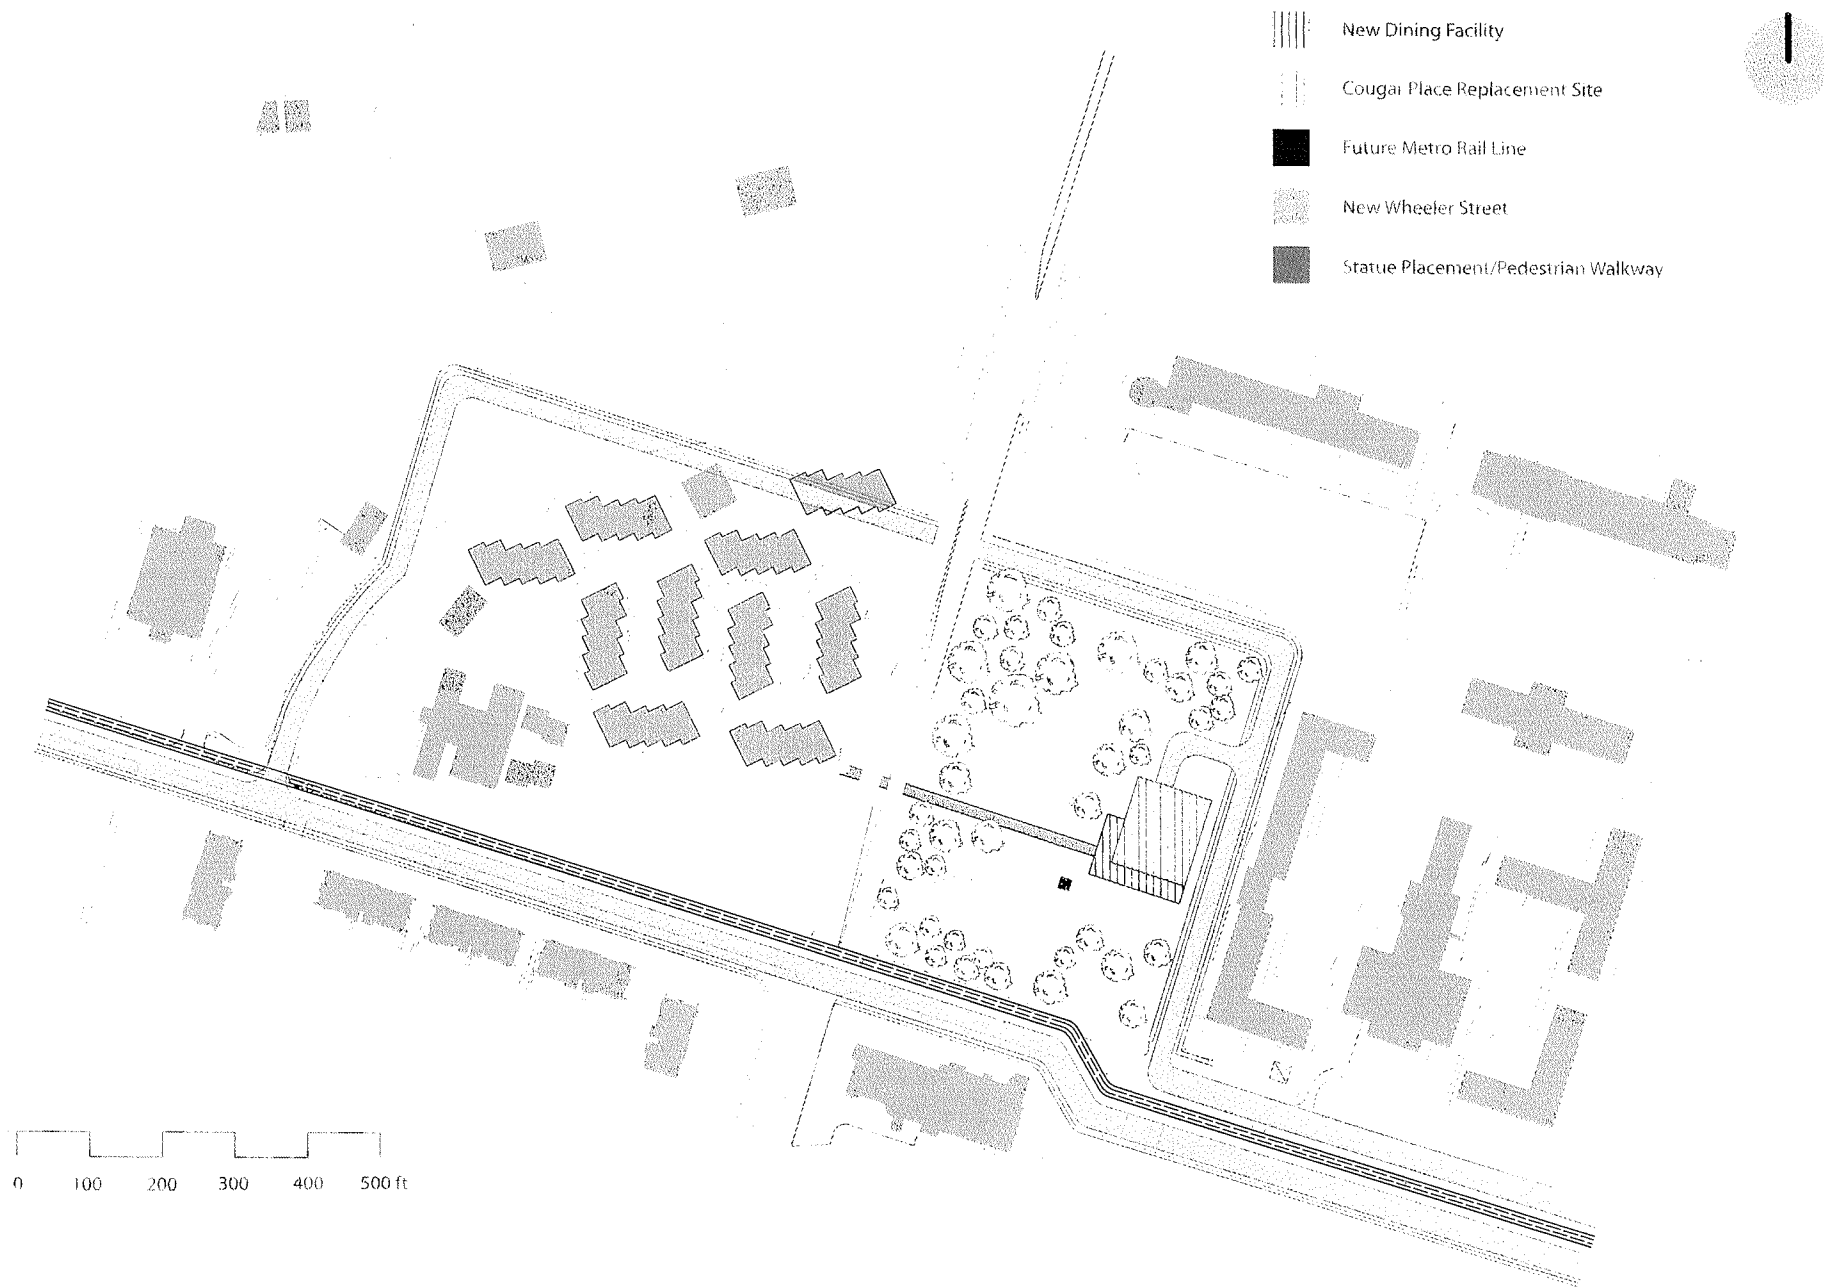 New Dining Facility
Cougar Place Replacement Site
Future Metro Rail Line
New Wheeler Street
Statue Placement/Pedestrian Walkway
0 100 200 300 400 500 ft